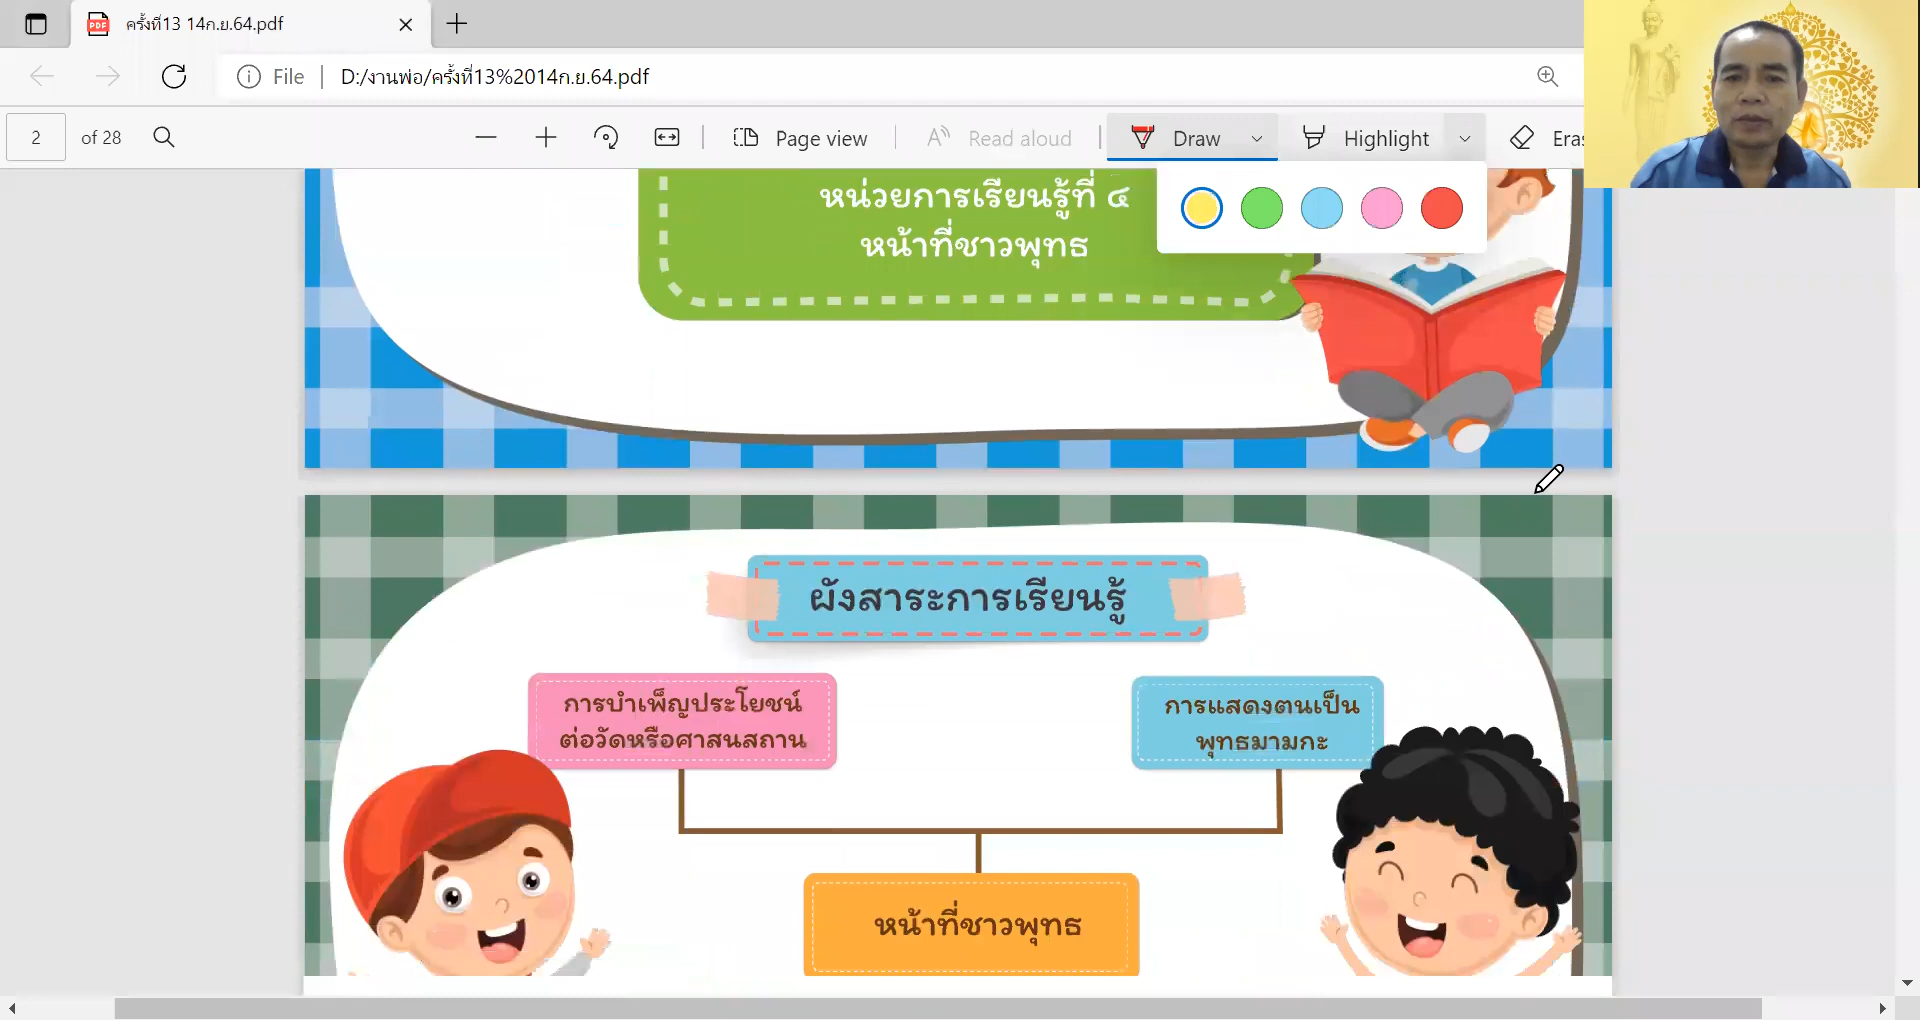 ครั้งที่13 14ก.ย.64.pdf
File
D:/งานพ่อ/ครั้งที่13%2014ก.ย.64.pdf
2 of 28
Page view
Read aloud
Draw
Highlight
หน่วยการเรียนรู้ที่ ๔
หน้าที่ชาวพุทธ
ผังสาระการเรียนรู้
การบำเพ็ญประโยชน์
ต่อวัดหรือศาสนสถาน
การแสดงตนเป็น
พุทธมามกะ
หน้าที่ชาวพุทธ